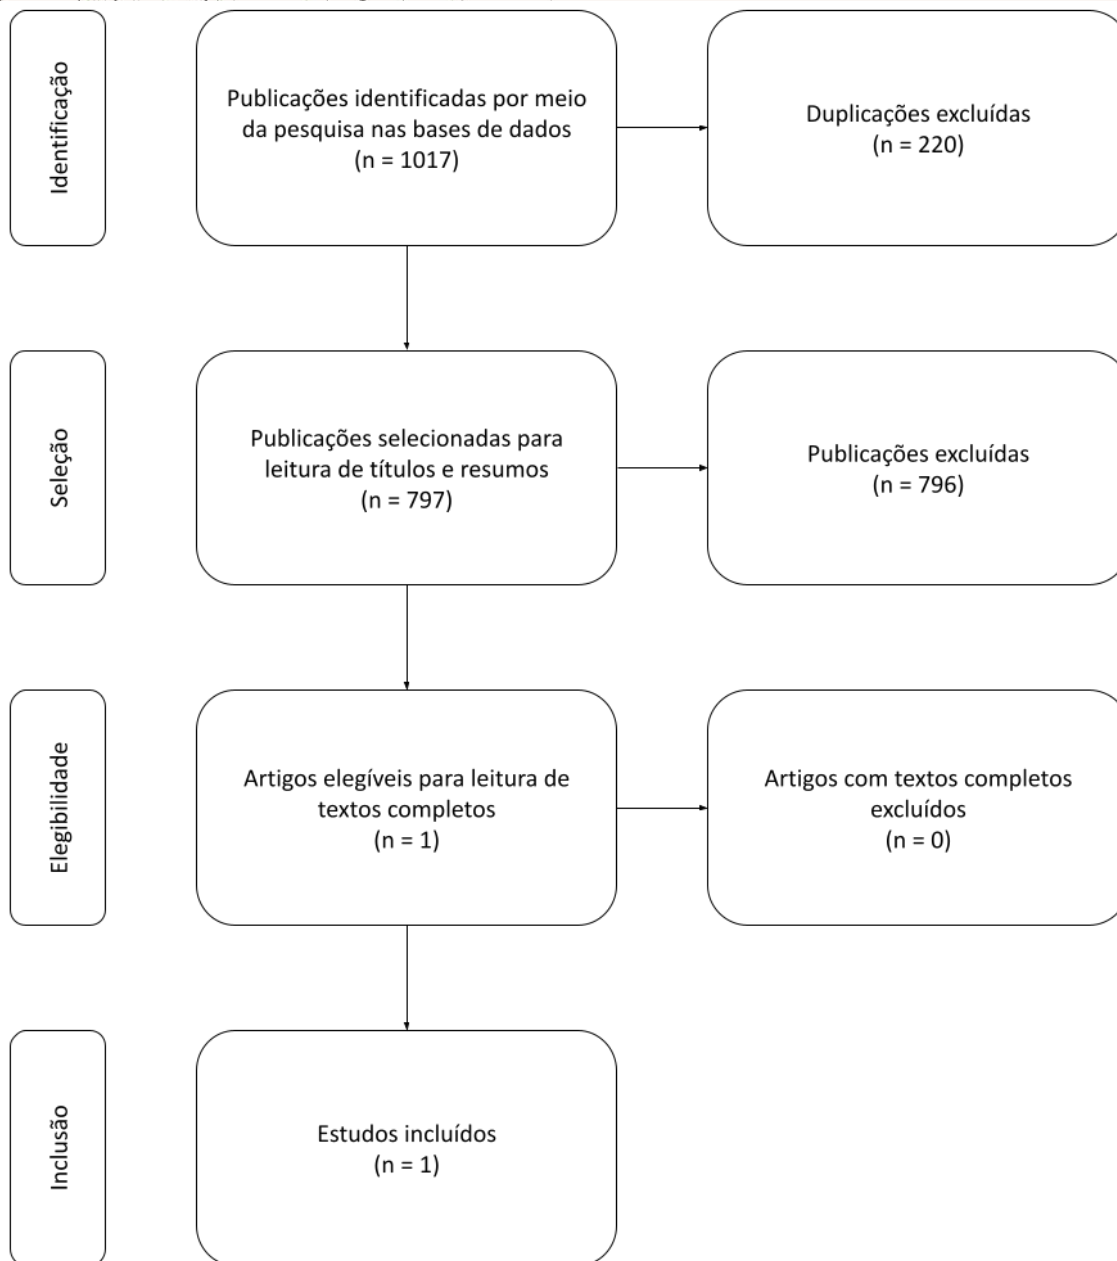 Identificação
Publicações identificadas por meio
da pesquisa nas bases de dados
(n = 1017)
Duplicações excluídas
(n = 220)
Seleção
Publicações selecionadas para
leitura de títulos e resumos
(n = 797)
Publicações excluídas
(n = 796)
Elegibilidade
Artigos elegíveis para leitura de
textos completos
(n = 1)
Artigos com textos completos
excluídos
(n = 0)
Inclusão
Estudos incluídos
(n = 1)